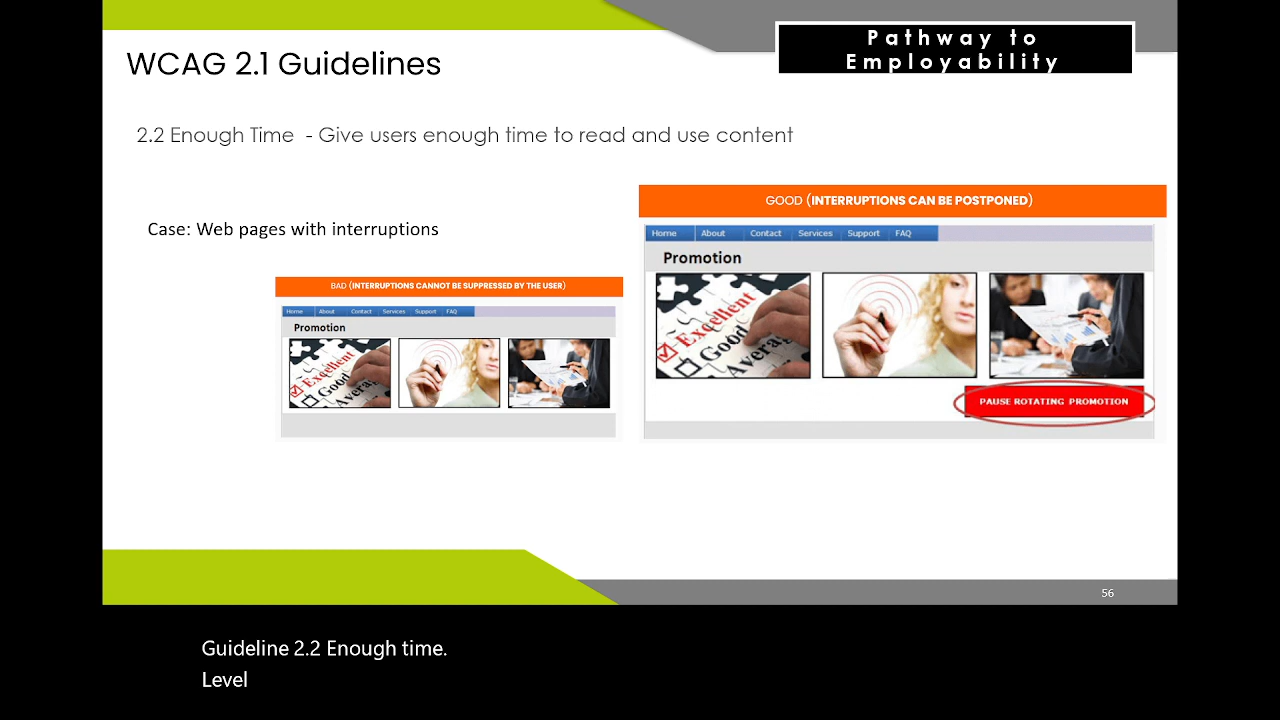 Pathway to
Employability
WCAG 2.1 Guidelines
2.2 Enough Time - Give users enough time to read and use content
Case: Web pages with interruptions
BAD (INTERRUPTIONS CANNOT BE SUPPRESSED BY THE USER)
Home About Contact Services Support FAQ
Promotion
Excellent
Good
Average
GOOD (INTERRUPTIONS CAN BE POSTPONED)
Home About Contact Services Support FAQ
Promotion
Excellent
Good
Avera
PAUSE ROTATING PROMOTION
56
Guideline 2.2 Enough time.
Level